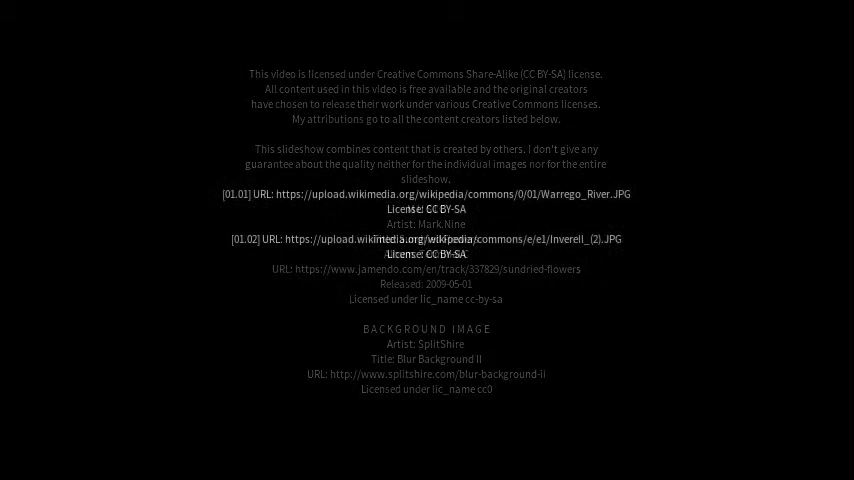 This video is licensed under Creative Commons Share-Alike (CC BY-SA) license.
All content used in this video is free available and the original creators
have chosen to release their work under various Creative Commons licenses.
My attributions go to all the content creators listed below.
This slideshow combines content that is created by others. I don't give any
guarantee about the quality neither for the individual images nor for the entire
slideshow.
[01.01] URL: https://upload.wikimedia.org/wikipedia/commons/0/01/Warrego_River.JPG
License: CC BY-SA
Artist: Mark.Nine
[01.02] URL: https://upload.wikimedia.org/wikipedia/commons/e/e1/Inverell_(2).JPG
License: CC BY-SA
URL: https://www.jamendo.com/en/track/337829/sundried-flowers
Released: 2009-05-01
Licensed under lic_name cc-by-sa
BACKGROUND IMAGE
Artist: SplitShire
Title: Blur Background II
URL: http://www.splitshire.com/blur-background-ii
Licensed under lic_name cc0